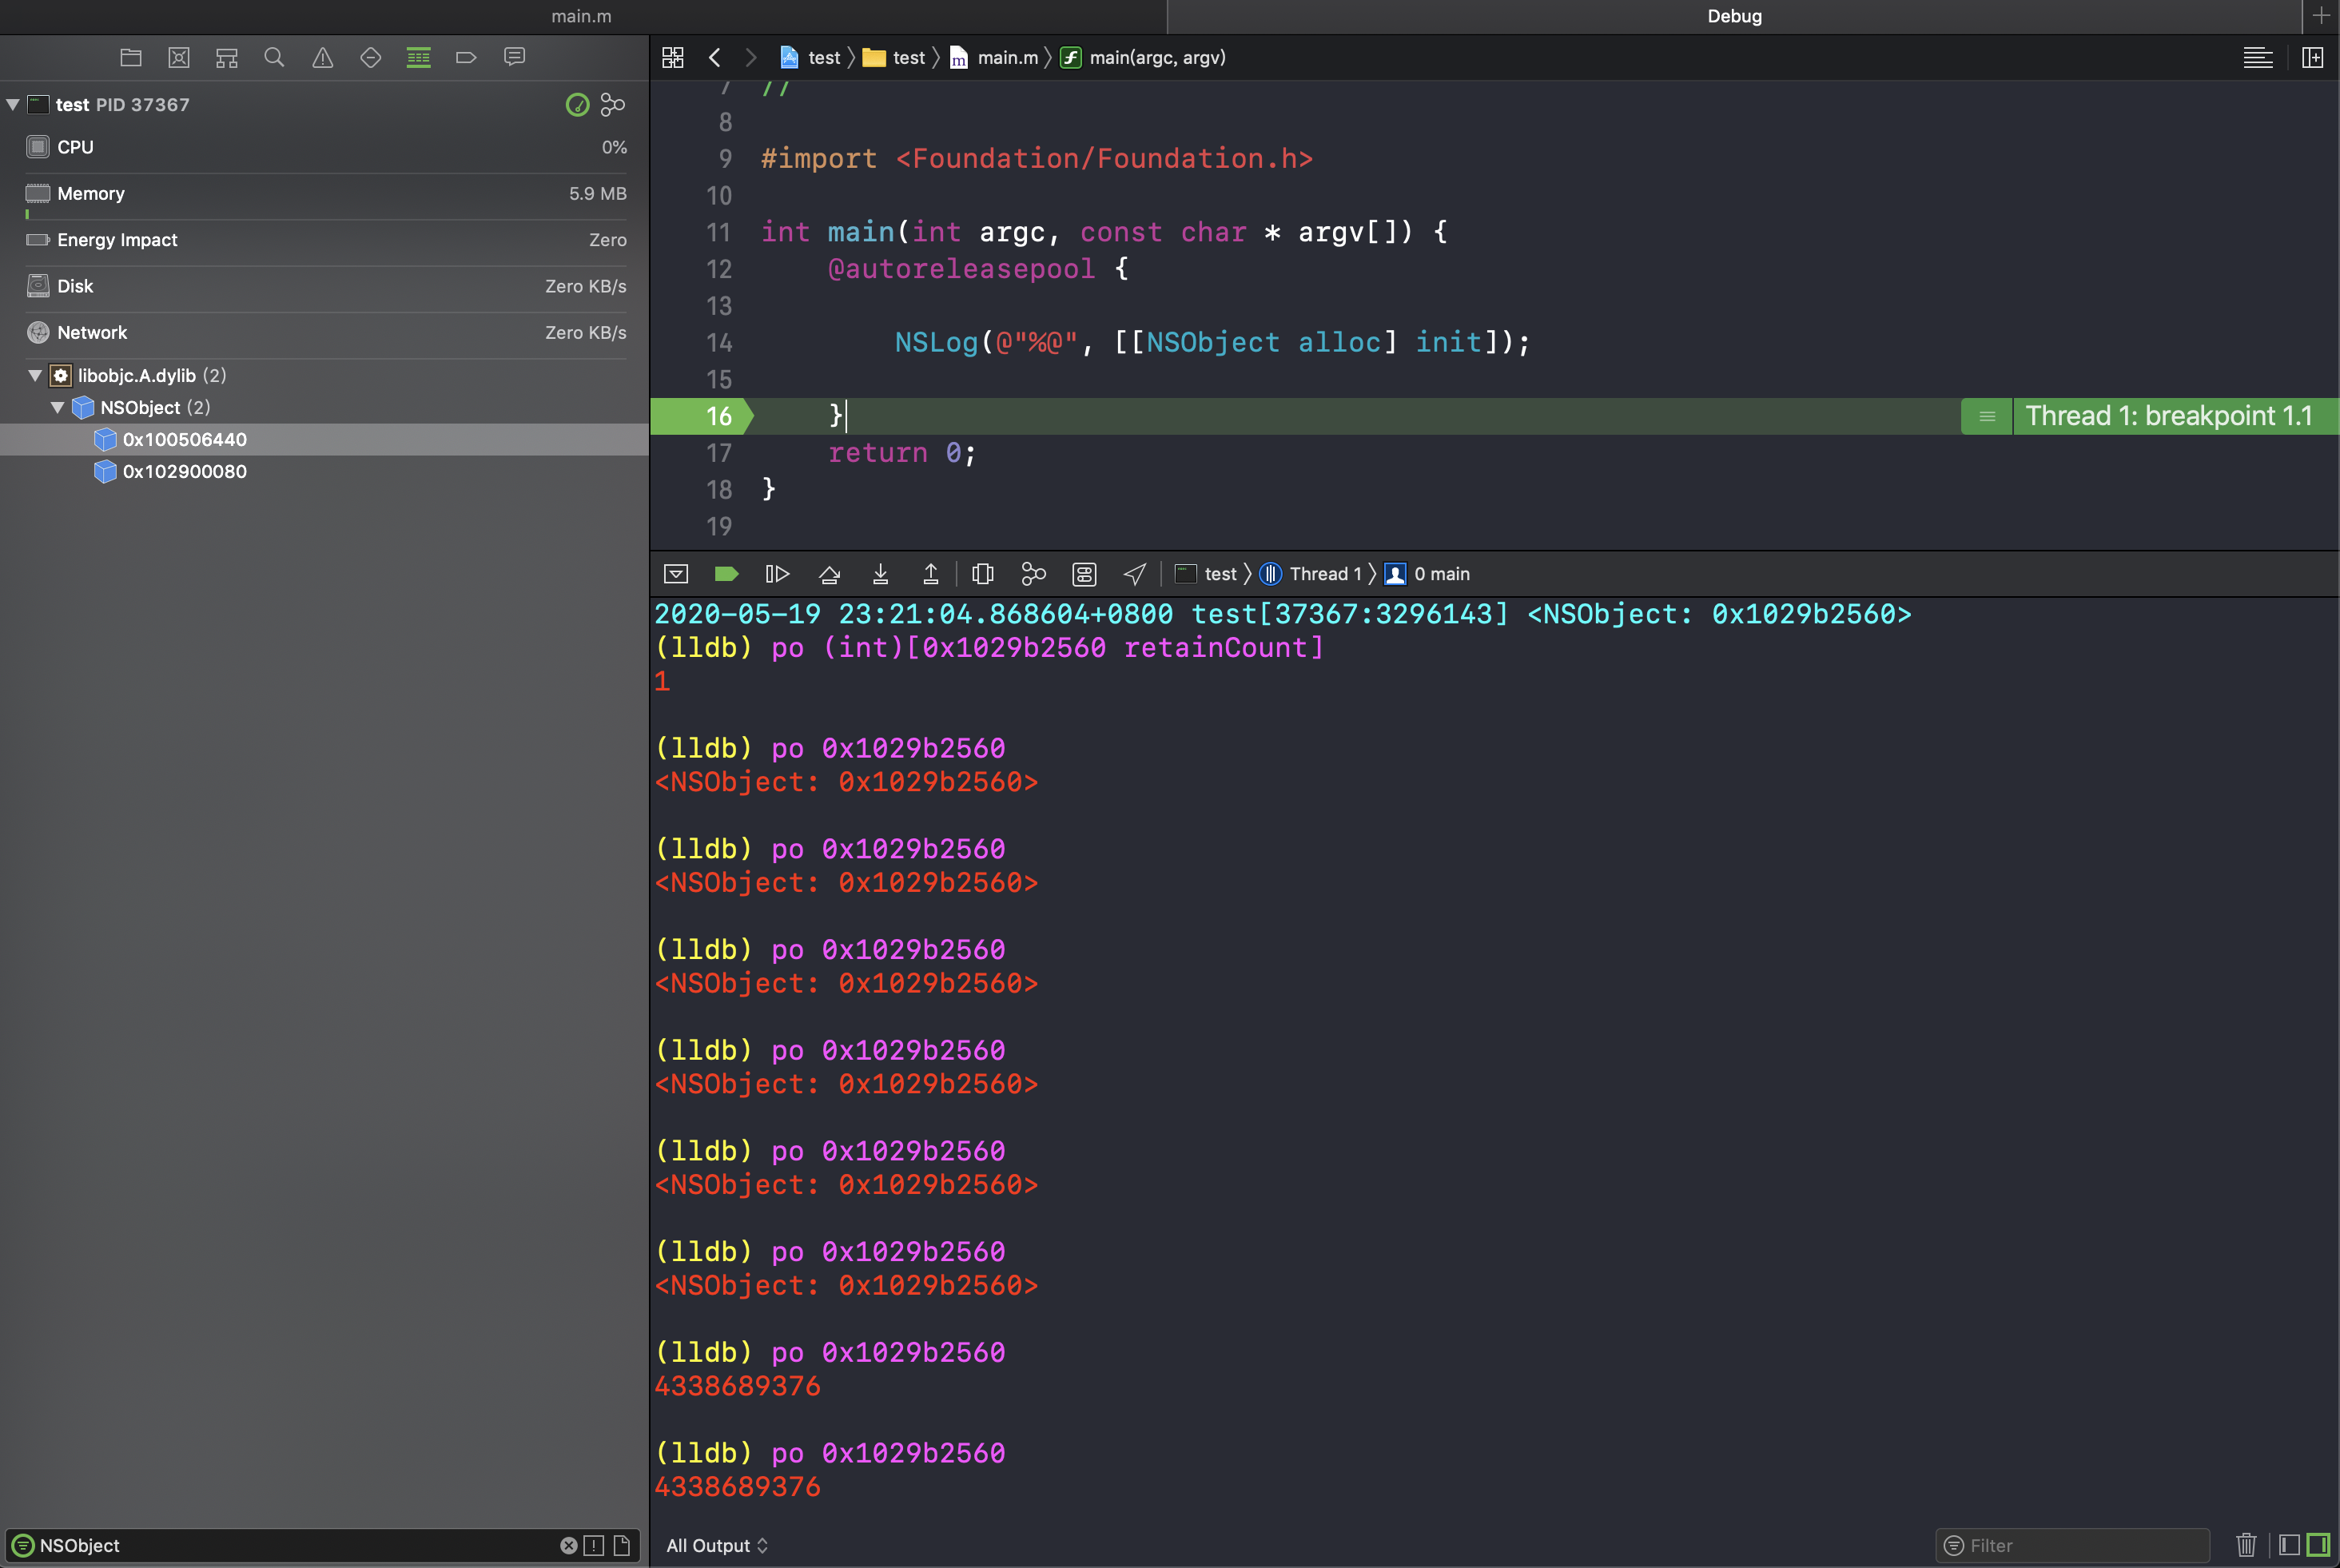 main.m
Debug
test PID 37367
CPU 0%
Memory 5.9 MB
Energy Impact Zero
Disk Zero KB/s
Network Zero KB/s
libobjc.A.dylib (2)
NSObject (2)
0x100506440
0x102900080
NSObject
test test m main.m f main(argc, argv)
7 //
8
9 #import <Foundation/Foundation.h>
10
11 int main(int argc, const char * argv[]) {
12 @autoreleasepool {
13
14 NSLog(@"%@", [[NSObject alloc] init]);
15
16 } Thread 1: breakpoint 1.1
17 return 0;
18 }
19
test Thread 1 0 main
2020-05-19 23:21:04.868604+0800 test[37367:3296143] <NSObject: 0x1029b2560>
(lldb) po (int)[0x1029b2560 retainCount]
1
(lldb) po 0x1029b2560
<NSObject: 0x1029b2560>
(lldb) po 0x1029b2560
<NSObject: 0x1029b2560>
(lldb) po 0x1029b2560
<NSObject: 0x1029b2560>
(lldb) po 0x1029b2560
<NSObject: 0x1029b2560>
(lldb) po 0x1029b2560
<NSObject: 0x1029b2560>
(lldb) po 0x1029b2560
<NSObject: 0x1029b2560>
(lldb) po 0x1029b2560
4338689376
(lldb) po 0x1029b2560
4338689376
All Output
Filter